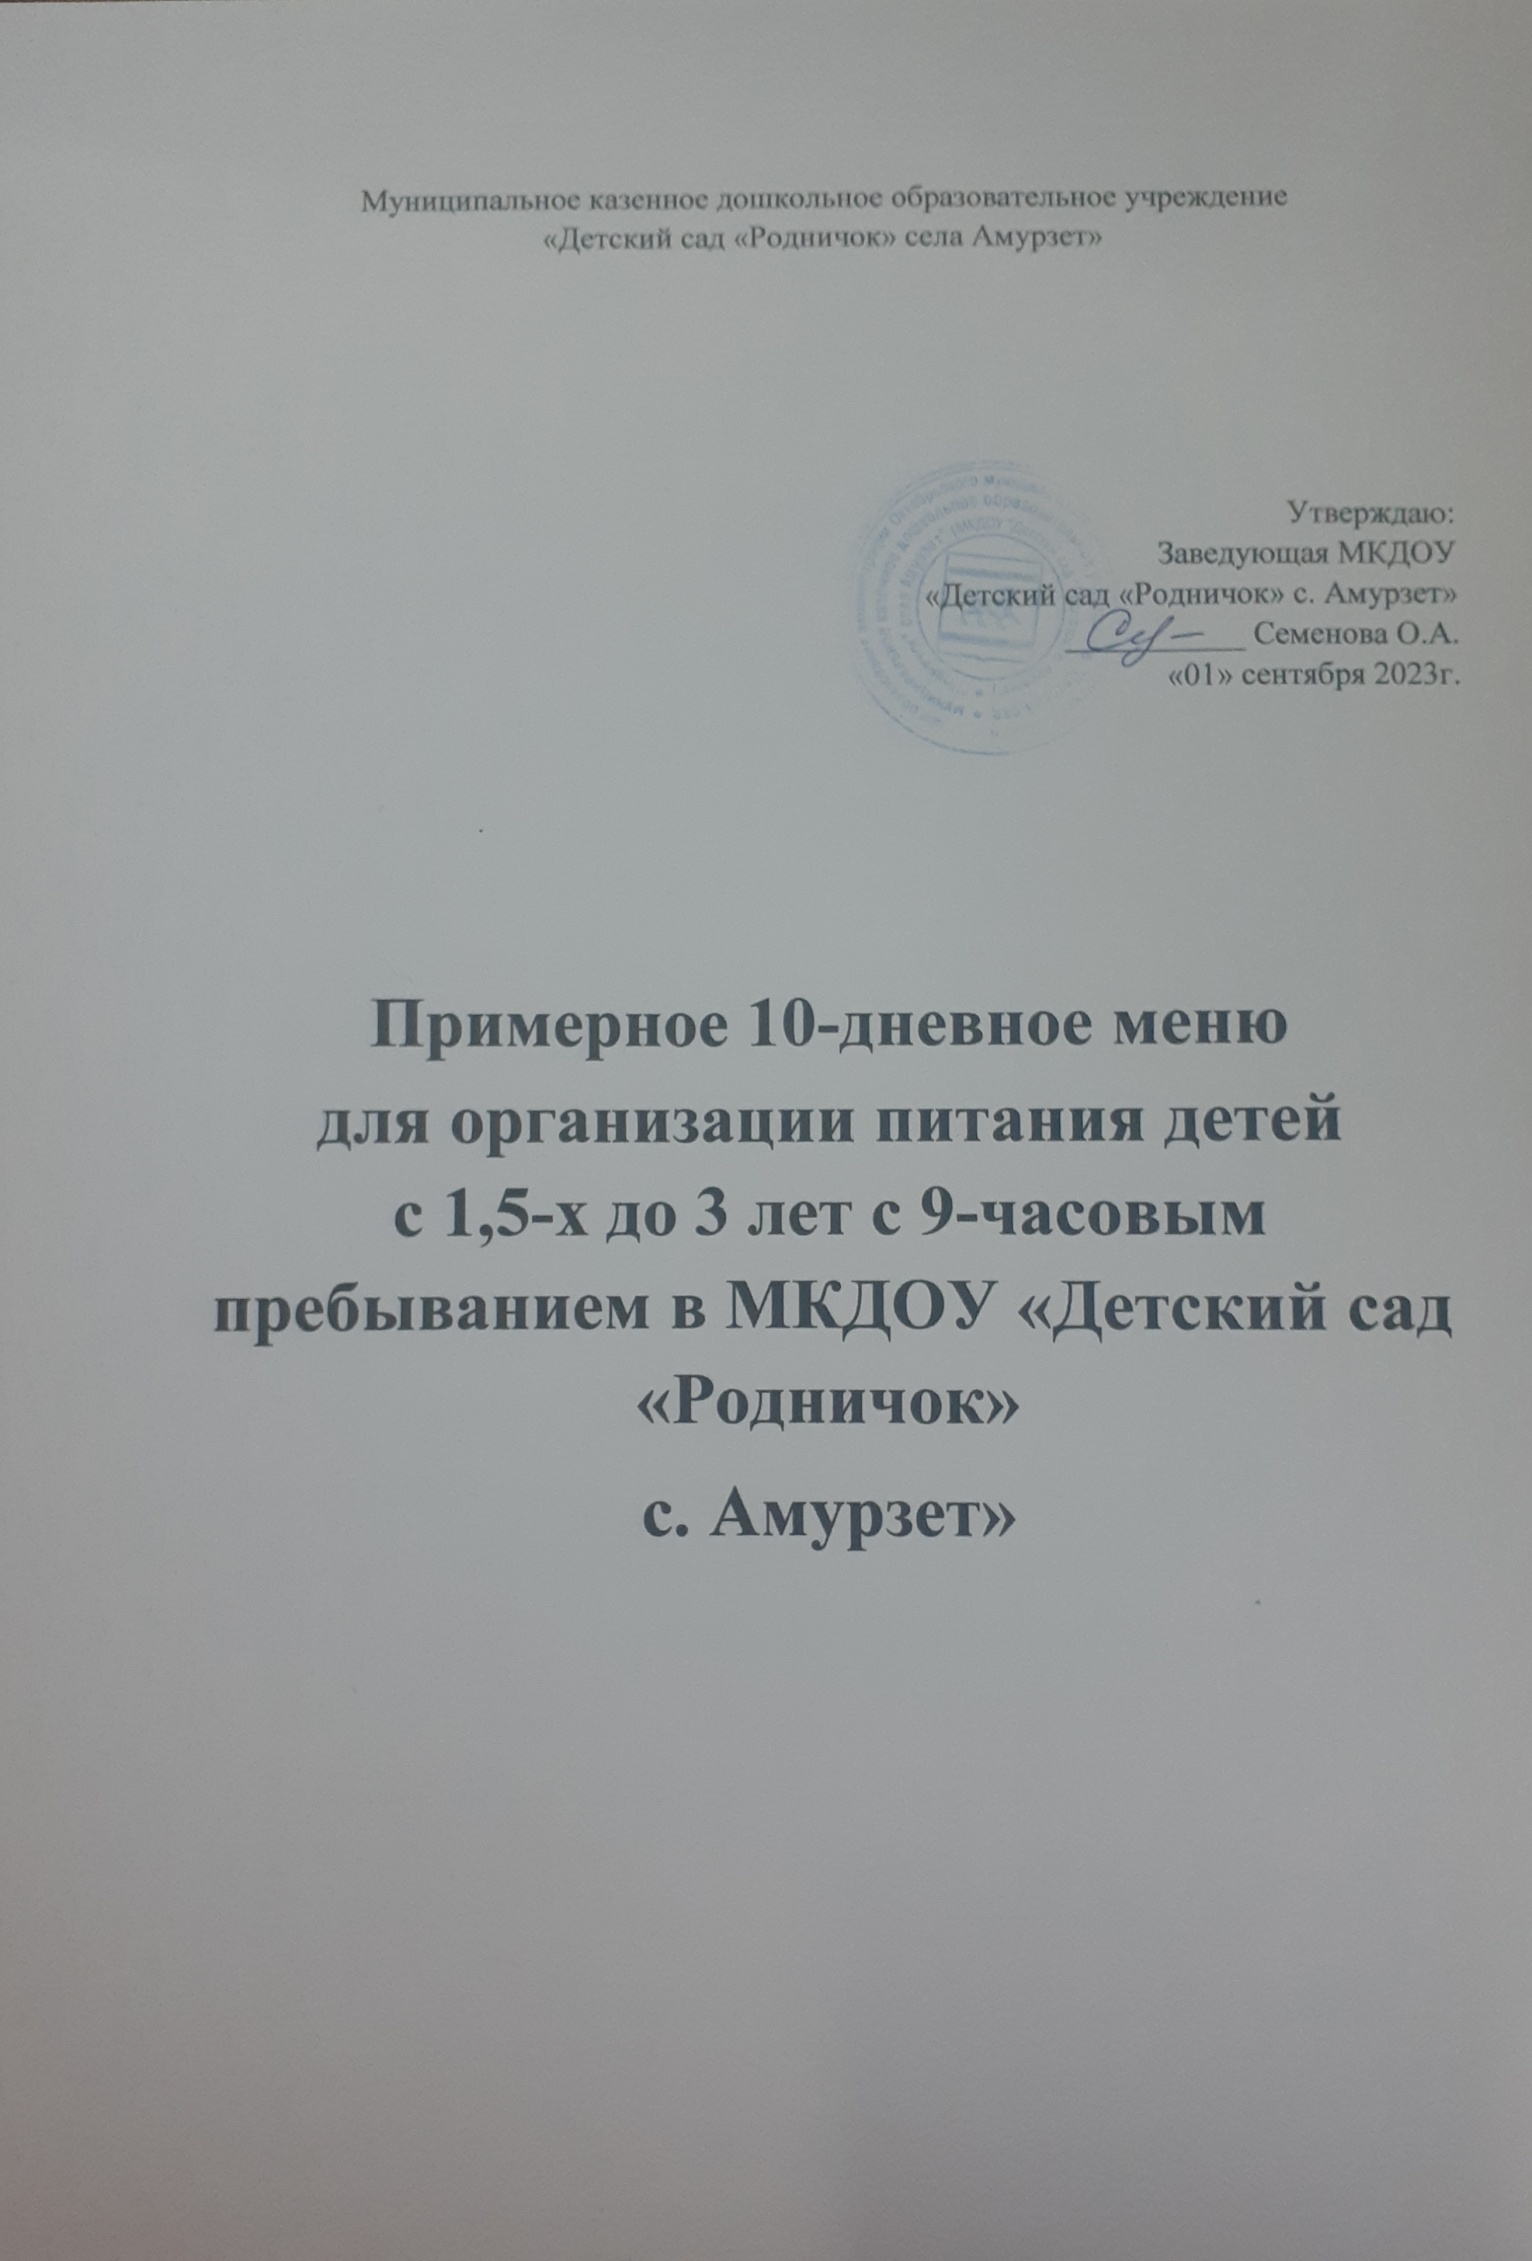 Муниципальное казенное дошкольное образовательное учреждение
«Детский сад «Родничок» села Амурзет»
Утверждаю:
Заведующая МКДОУ
«Детский сад «Родничок» с. Амурзет»
Семенова О.А.
«01» сентября 2023г.
Примерное 10-дневное меню
для организации питания детей
с 1,5-х до 3 лет с 9-часовым
пребыванием в МКДОУ «Детский сад
«Родничок»
с. Амурзет»